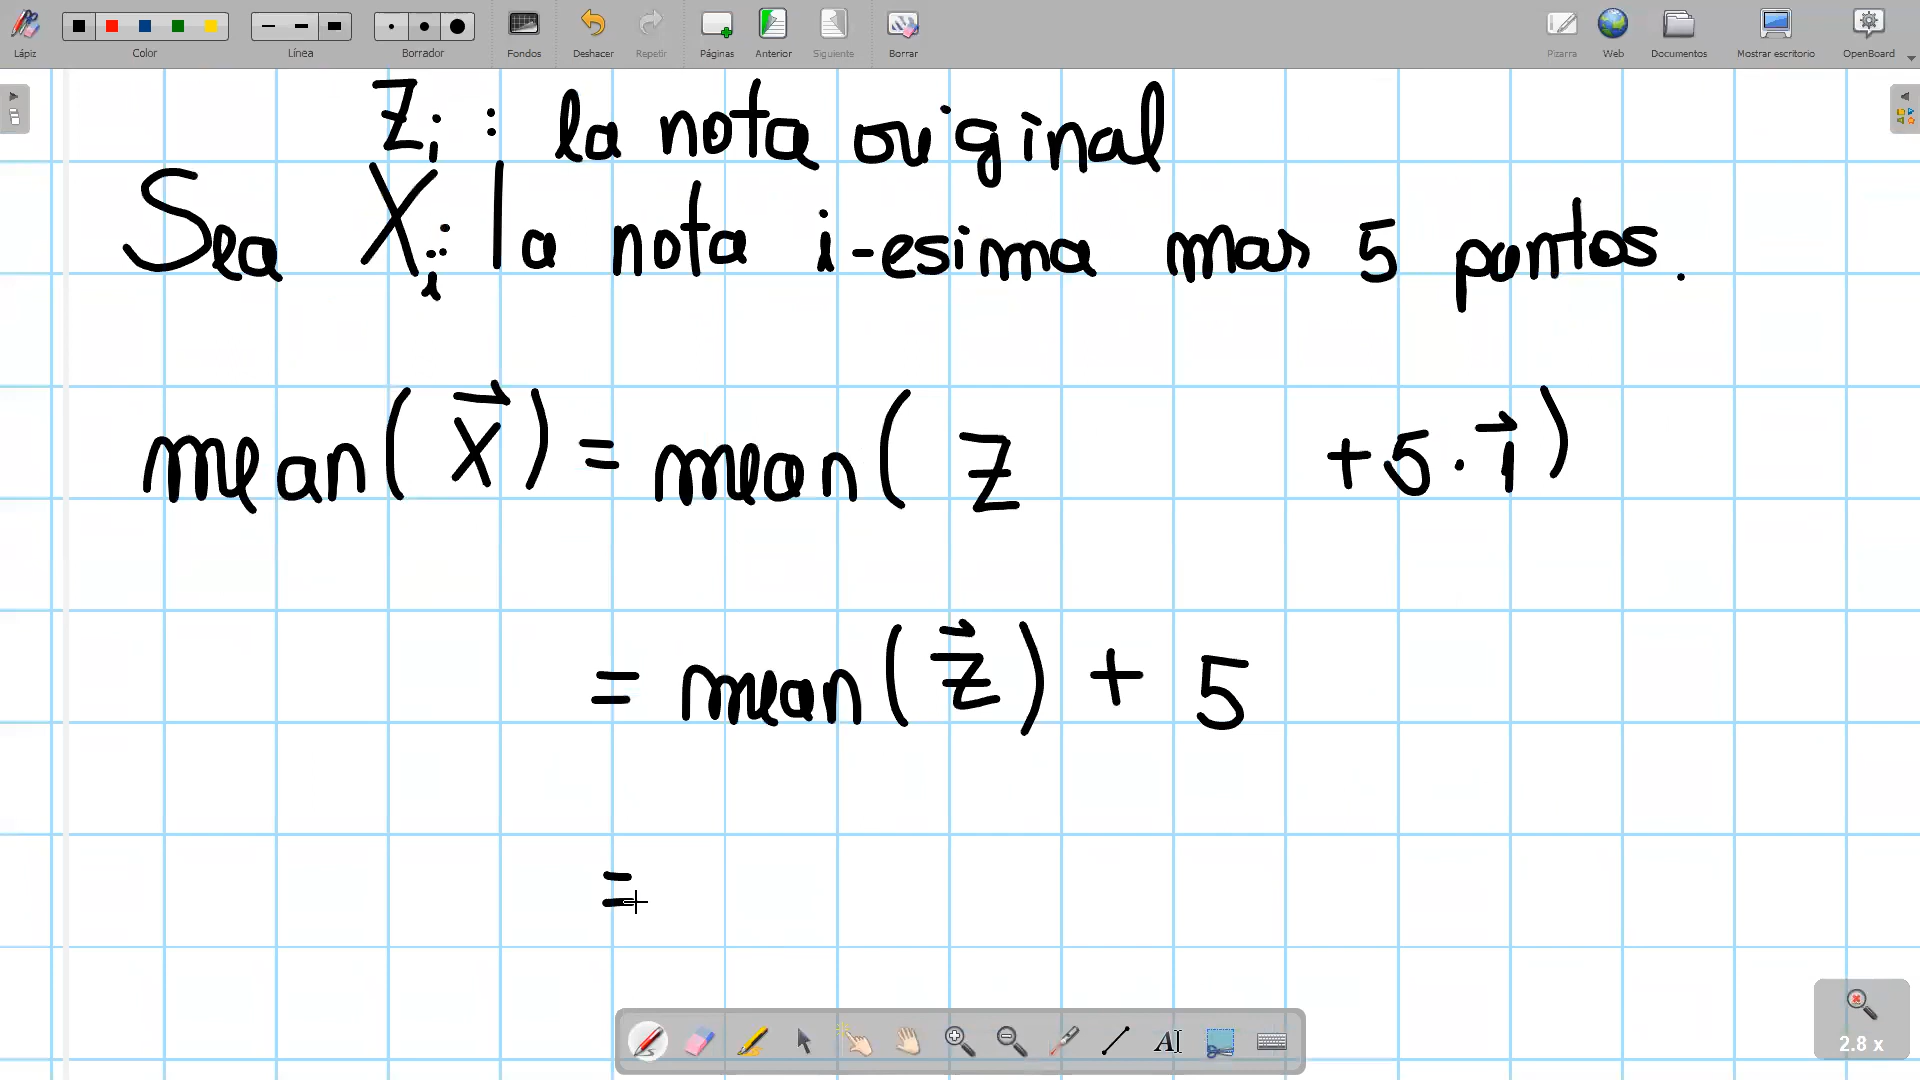 Lápiz Color Línea Borrador Fondos Deshacer Repetir Páginas Anterior Siguiente Borrar Pizarra Web Documentos Mostrar escritorio OpenBoard
Zi : la nota original
Sea Xi : la nota i-esima mas 5 puntos.
mean( x⃗ ) = mean( z + 5 · 1⃗ )
= mean( z⃗ ) + 5
=
2.8 x